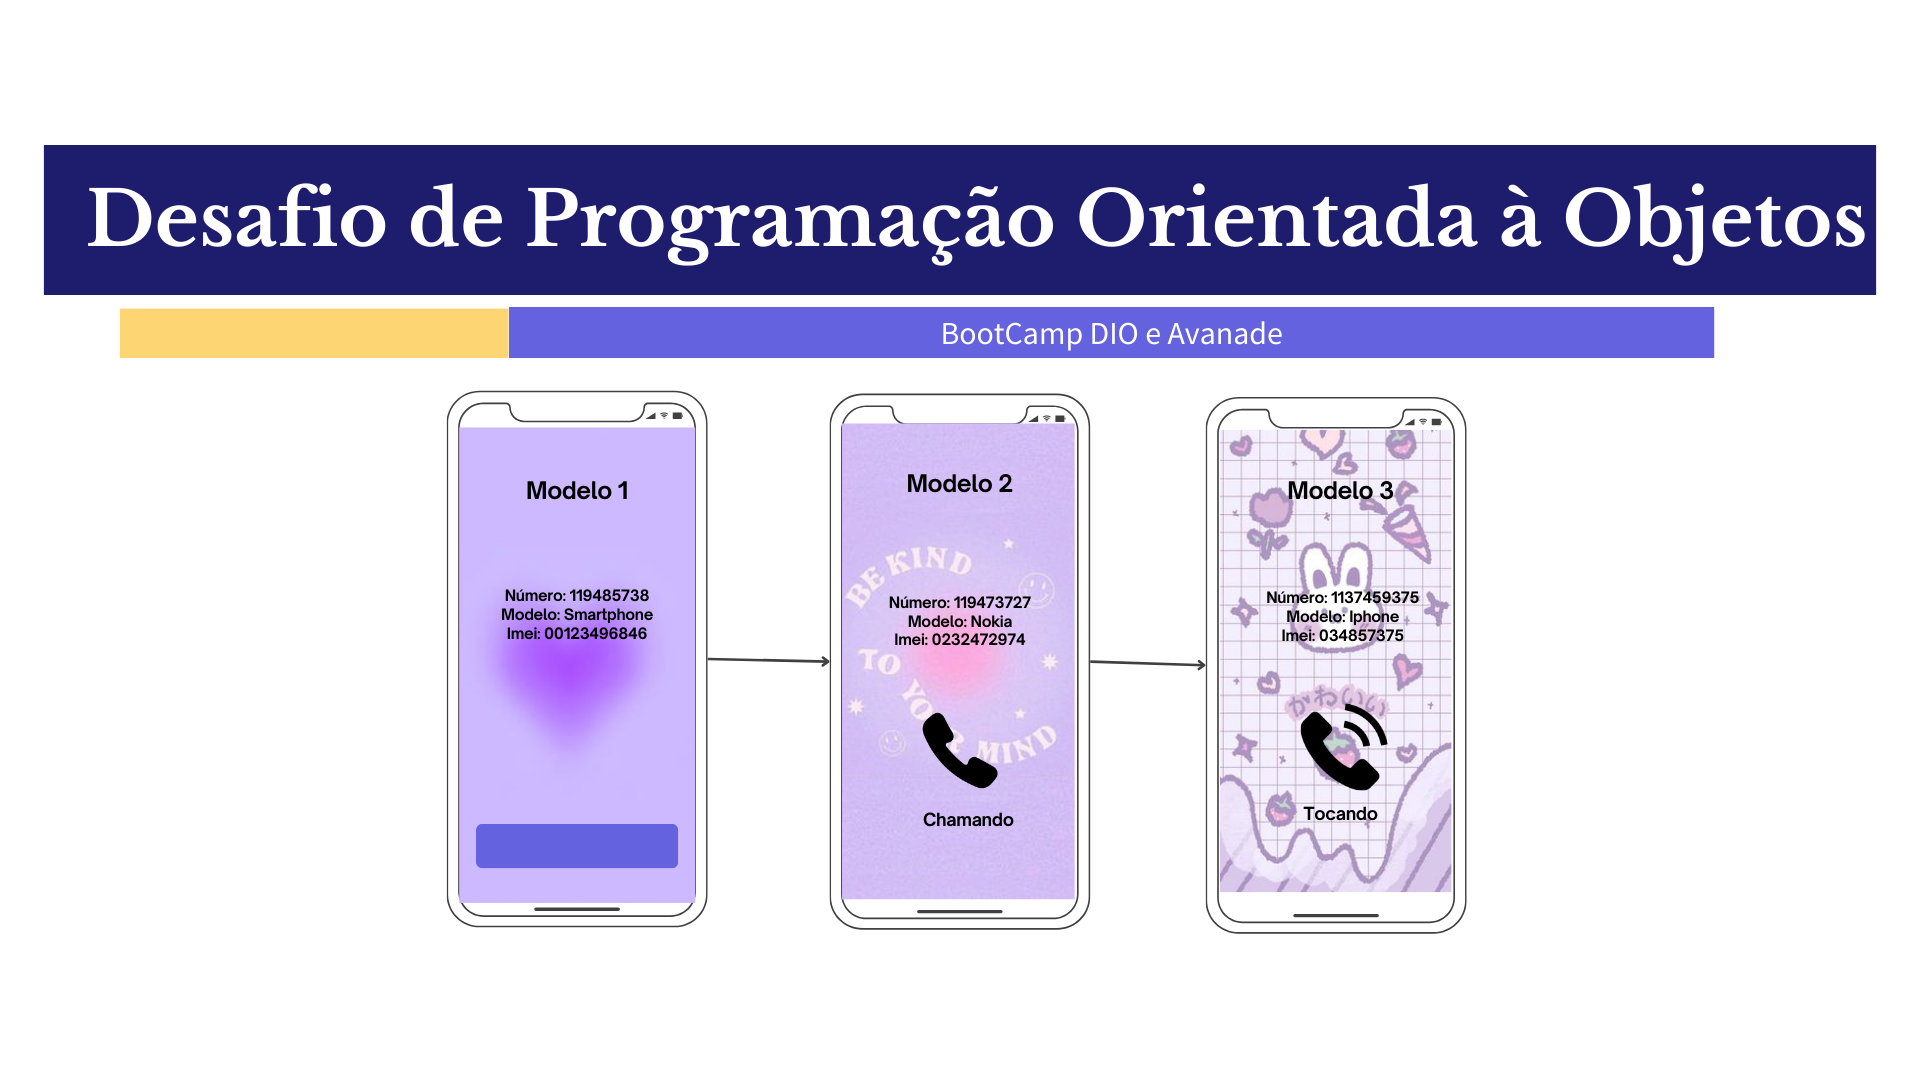 Desafio de Programação Orientada à Objetos
BootCamp DIO e Avanade
Modelo 1
Número: 119485738
Modelo: Smartphone
Imei: 00123496846
Modelo 2
BE KIND
Número: 119473727
Modelo: Nokia
Imei: 0232472974
TO
YOUR MIND
Chamando
Modelo 3
Número: 1137459375
Modelo: Iphone
Imei: 034857375
かわいい
Tocando